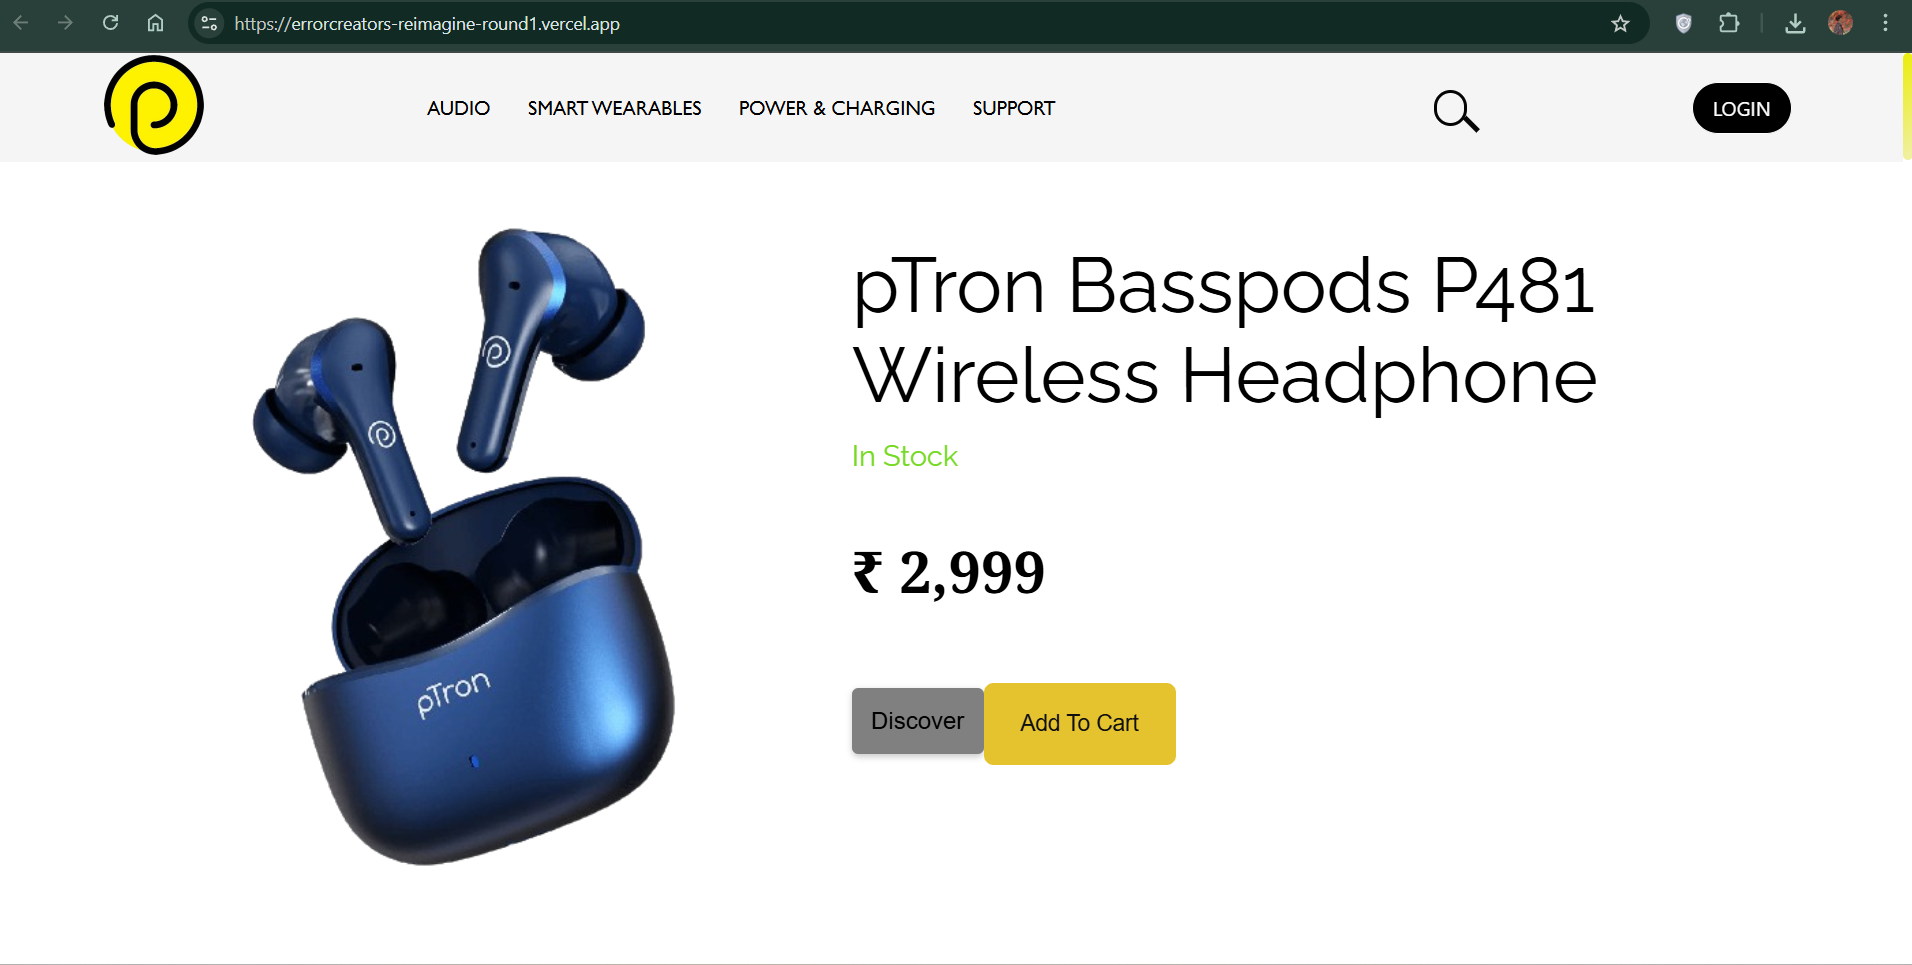 https://errorcreators-reimagine-round1.vercel.app
AUDIO SMART WEARABLES POWER & CHARGING SUPPORT LOGIN
pTron Basspods P481
Wireless Headphone
In Stock
₹ 2,999
pTron
Discover Add To Cart